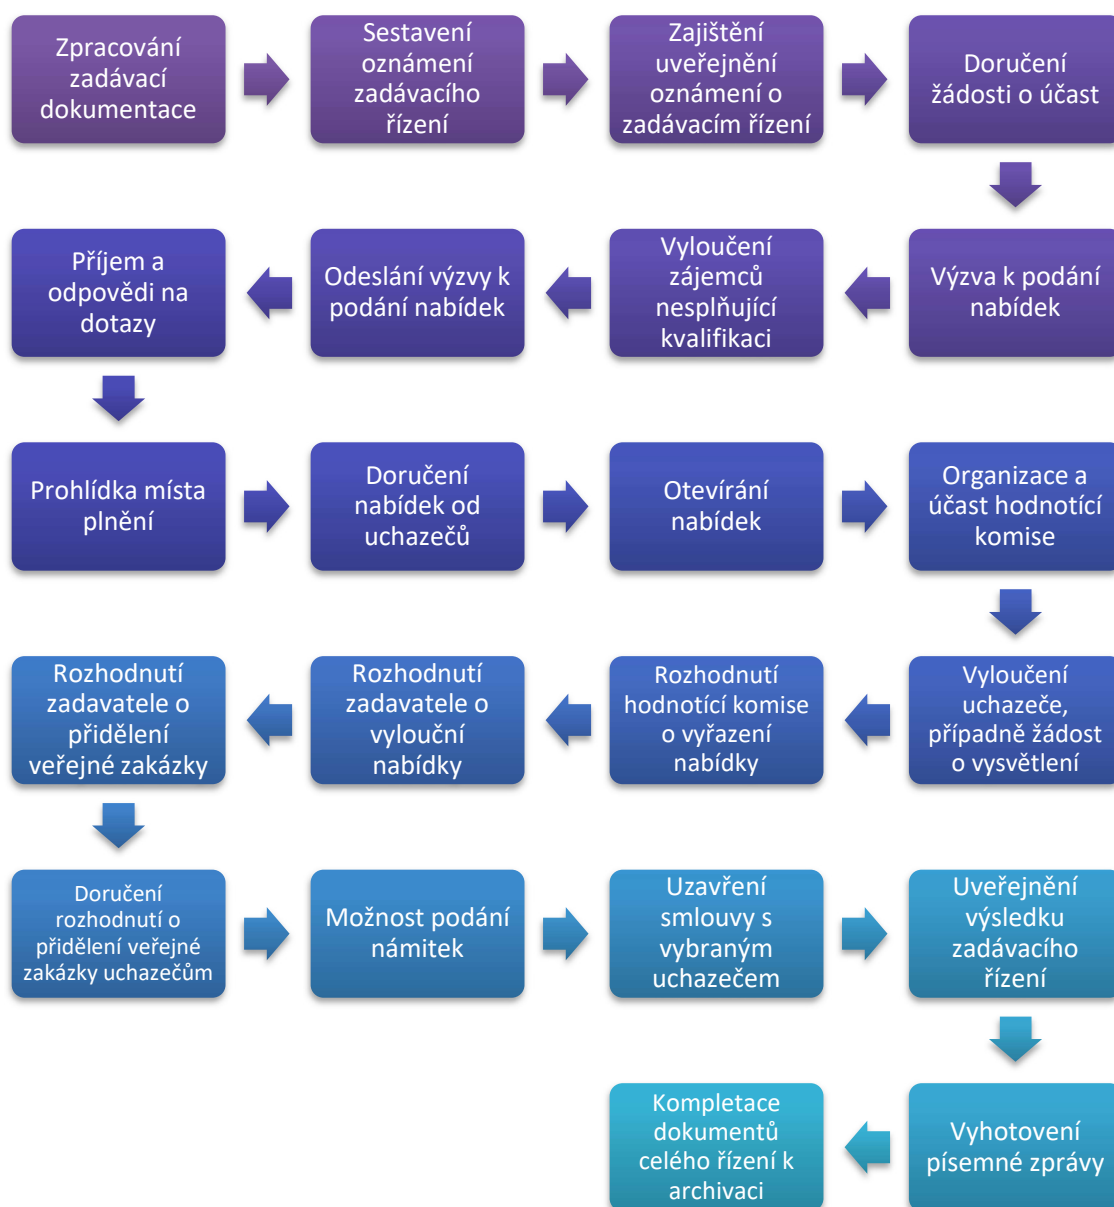 Zpracování
zadávací
dokumentace
Sestavení
oznámení
zadávacího
řízení
Zajištění
uveřejnění
oznámení o
zadávacím řízení
Doručení
žádosti o účast
Výzva k podání
nabídek
Vyloučení
zájemců
nesplňující
kvalifikaci
Odeslání výzvy k
podání nabídek
Příjem a
odpovědi na
dotazy
Prohlídka místa
plnění
Doručení
nabídek od
uchazečů
Otevírání
nabídek
Organizace a
účast hodnotící
komise
Vyloučení
uchazeče,
případně žádost
o vysvětlení
Rozhodnutí
hodnotící komise
o vyřazení
nabídky
Rozhodnutí
zadavatele o
vylouční
nabídky
Rozhodnutí
zadavatele o
přidělení
veřejné zakázky
Doručení
rozhodnutí o
přidělení veřejné
zakázky uchazečům
Možnost podání
námitek
Uzavření
smlouvy s
vybraným
uchazečem
Uveřejnění
výsledku
zadávacího
řízení
Vyhotovení
písemné zprávy
Kompletace
dokumentů
celého řízení k
archivaci